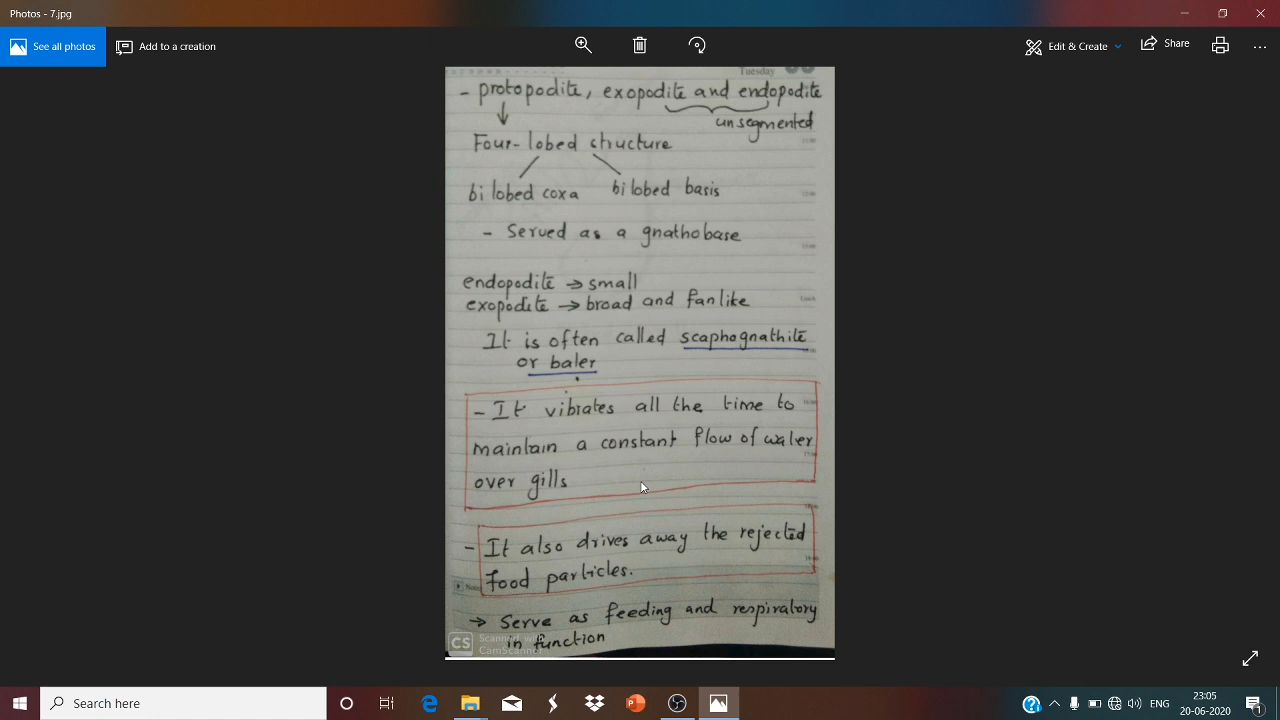 Photos - 7.jpg
See all photos
Add to a creation
Edit & Create
Share
Tuesday
- protopodite, exopodite and endopodite
unsegmented
Four-lobed structure
bilobed coxa bilobed basis
- Served as a gnathobase
endopodite → small
exopodite → broad and fanlike
It is often called scaphognathite
or baler
- It vibrates all the time to
maintain a constant flow of water
over gills
- It also drives away the rejected
food particles.
→ Serve as feeding and respiratory
in function
CS Scanned with
CamScanner
Search here
ENG
23:05
20-06-2020